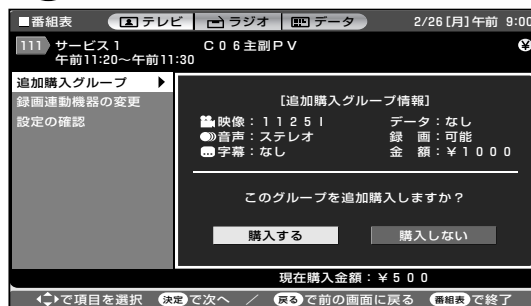 ■番組表 テレビ ラジオ データ 2/26[月]午前 9:00
111 サービス1 C06主副PV ¥
午前11:20～午前11:30
追加購入グループ ▶
録画連動機器の変更
設定の確認
[追加購入グループ情報]
映像：1125I データ：なし
音声：ステレオ 録 画：可能
字幕：なし 金 額：¥1000
このグループを追加購入しますか？
購入する 購入しない
現在購入金額：¥500
で項目を選択 決定で次へ ／ 戻るで前の画面に戻る 番組表で終了